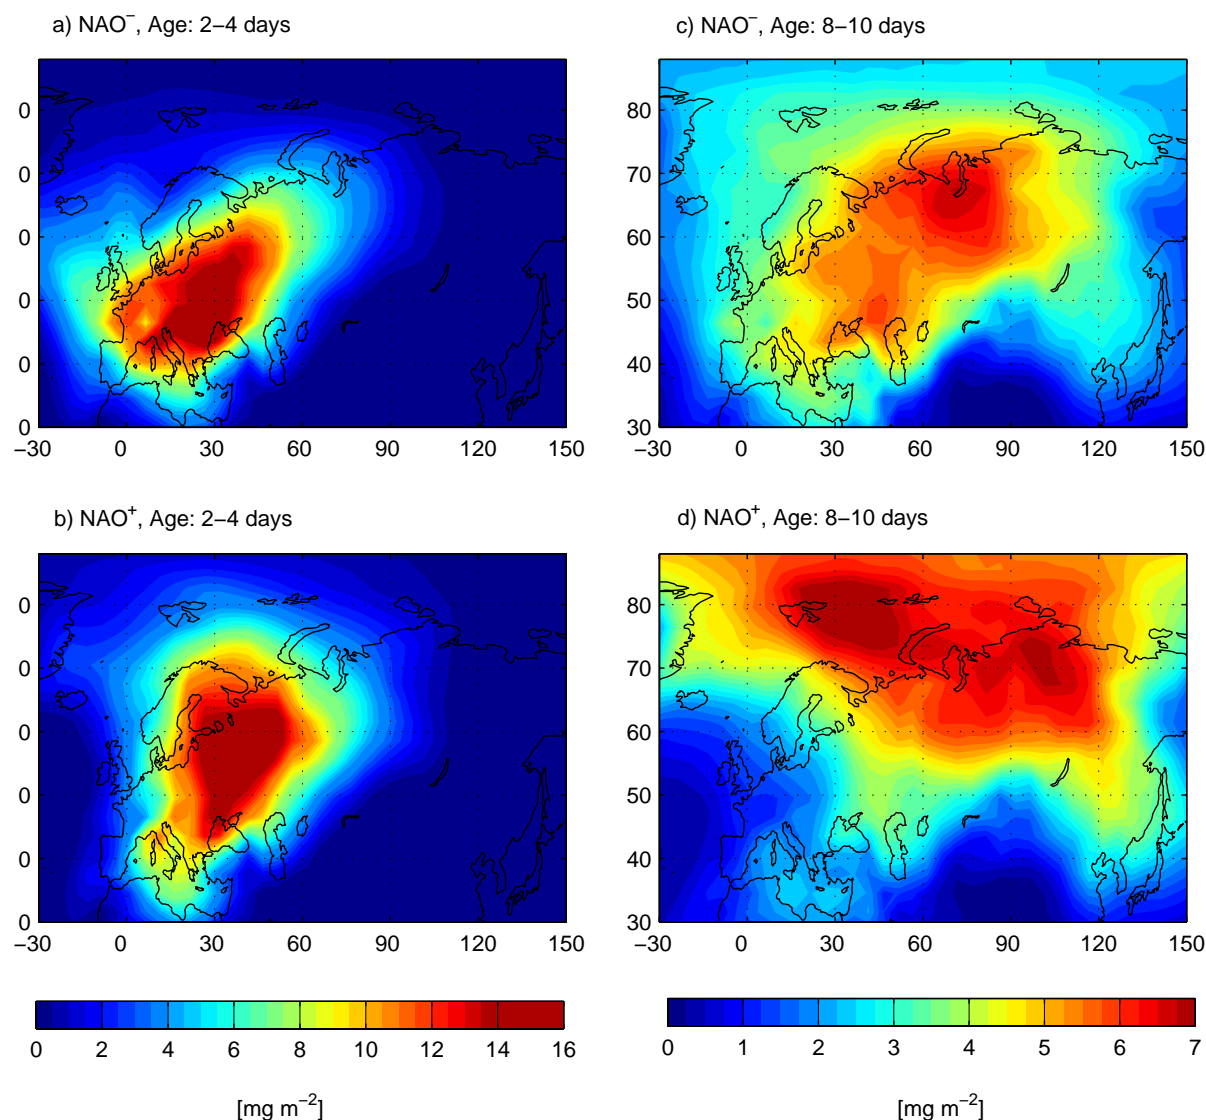 a) NAO⁻, Age: 2−4 days
0
0
0
0
0
0
−30 0 30 60 90 120 150
c) NAO⁻, Age: 8−10 days
80
70
60
50
40
30
−30 0 30 60 90 120 150
b) NAO⁺, Age: 2−4 days
0
0
0
0
0
0
−30 0 30 60 90 120 150
d) NAO⁺, Age: 8−10 days
80
70
60
50
40
30
−30 0 30 60 90 120 150
0 2 4 6 8 10 12 14 16
[mg m⁻²]
0 1 2 3 4 5 6 7
[mg m⁻²]